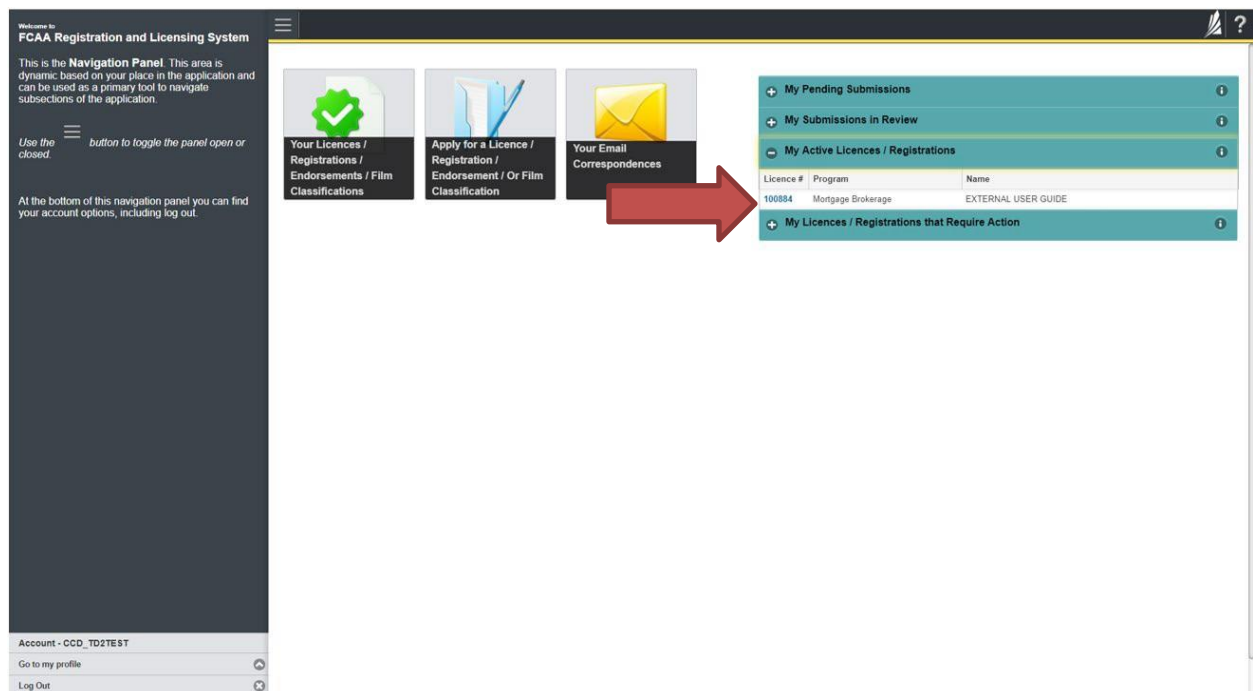 Welcome to
FCAA Registration and Licensing System
This is the Navigation Panel. This area is
dynamic based on your place in the application and
can be used as a primary tool to navigate
subsections of the application.
Use the button to toggle the panel open or
closed.
At the bottom of this navigation panel you can find
your account options, including log out.
Account - CCD_TD2TEST
Go to my profile
Log Out
?
Your Licences /
Registrations /
Endorsements / Film
Classifications
Apply for a Licence /
Registration /
Endorsement / Or Film
Classification
Your Email
Correspondences
My Pending Submissions
My Submissions in Review
My Active Licences / Registrations
Licence # Program Name
100884 Mortgage Brokerage EXTERNAL USER GUIDE
My Licences / Registrations that Require Action